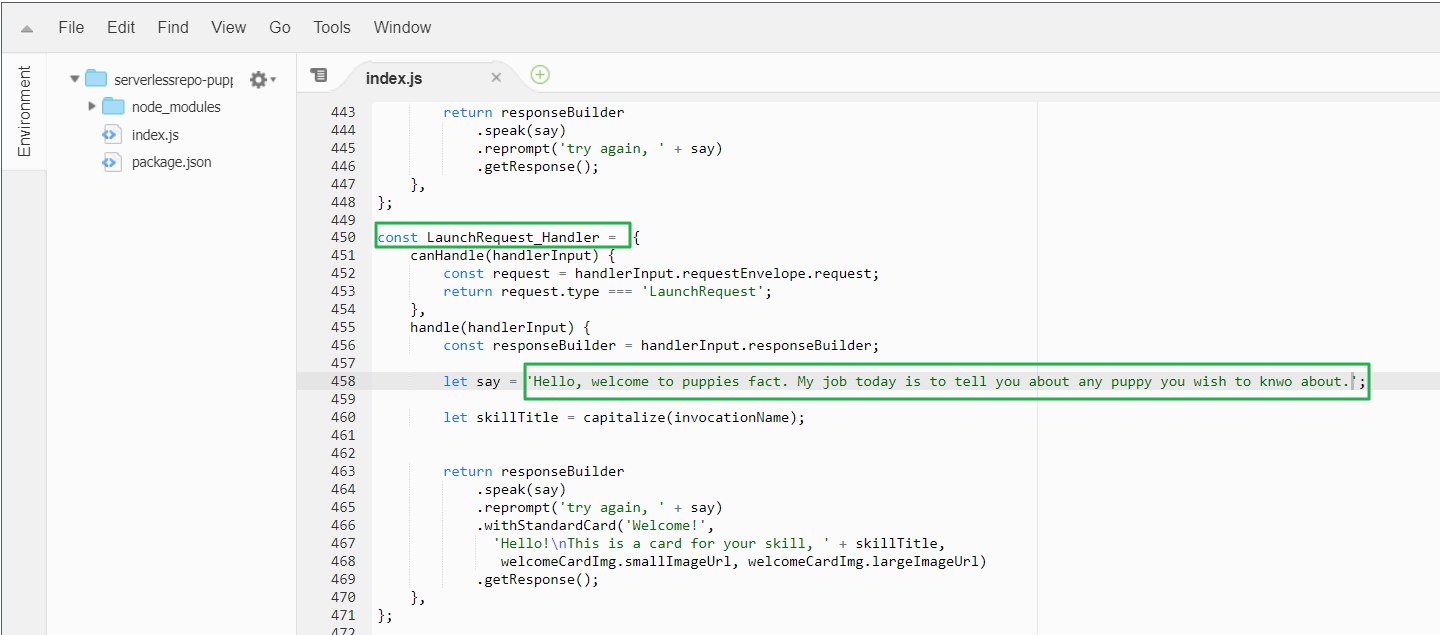 File Edit Find View Go Tools Window
Environment
serverlessrepo-pup
node_modules
index.js
package.json
index.js
443 return responseBuilder
444 .speak(say)
445 .reprompt('try again, ' + say)
446 .getResponse();
447 },
448 };
449
450 const LaunchRequest_Handler = {
451 canHandle(handlerInput) {
452 const request = handlerInput.requestEnvelope.request;
453 return request.type === 'LaunchRequest';
454 },
455 handle(handlerInput) {
456 const responseBuilder = handlerInput.responseBuilder;
457
458 let say = 'Hello, welcome to puppies fact. My job today is to tell you about any puppy you wish to knwo about.';
459
460 let skillTitle = capitalize(invocationName);
461
462
463 return responseBuilder
464 .speak(say)
465 .reprompt('try again, ' + say)
466 .withStandardCard('Welcome!',
467 'Hello!\nThis is a card for your skill, ' + skillTitle,
468 welcomeCardImg.smallImageUrl, welcomeCardImg.largeImageUrl)
469 .getResponse();
470 },
471 };
472